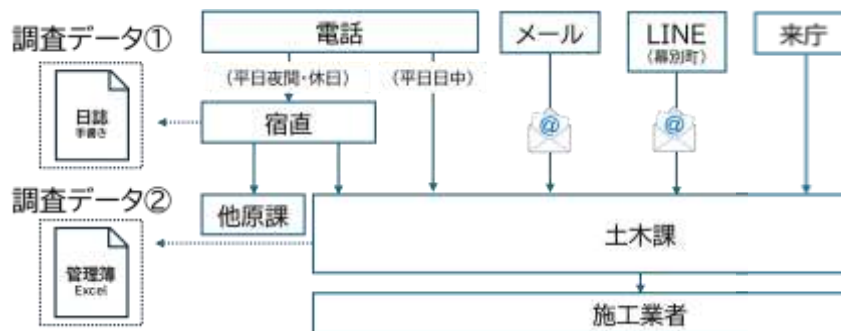 調査データ①
電話
メール
LINE
(幕別町)
来庁
(平日夜間・休日)
(平日日中)
日誌
手書き
宿直
@
@
調査データ②
他原課
土木課
管理簿
Excel
施工業者